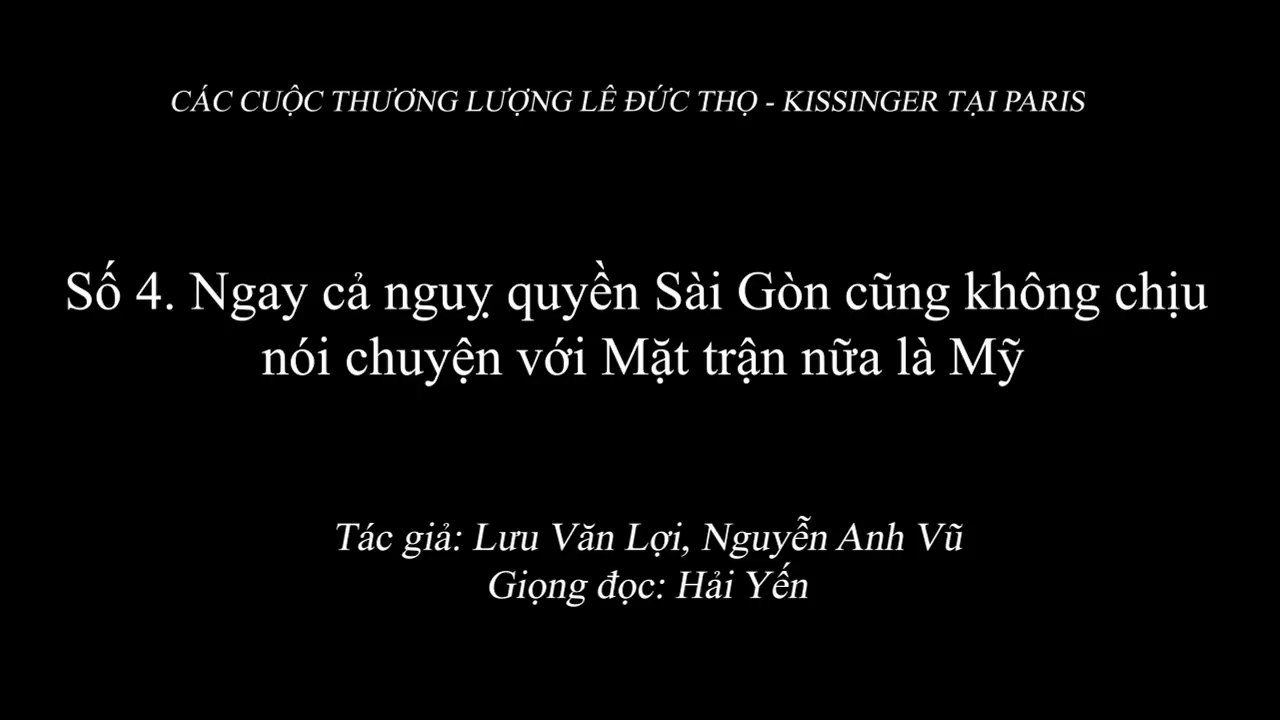 CÁC CUỘC THƯƠNG LƯỢNG LÊ ĐỨC THỌ - KISSINGER TẠI PARIS
Số 4. Ngay cả nguỵ quyền Sài Gòn cũng không chịu
nói chuyện với Mặt trận nữa là Mỹ
Tác giả: Lưu Văn Lợi, Nguyễn Anh Vũ
Giọng đọc: Hải Yến